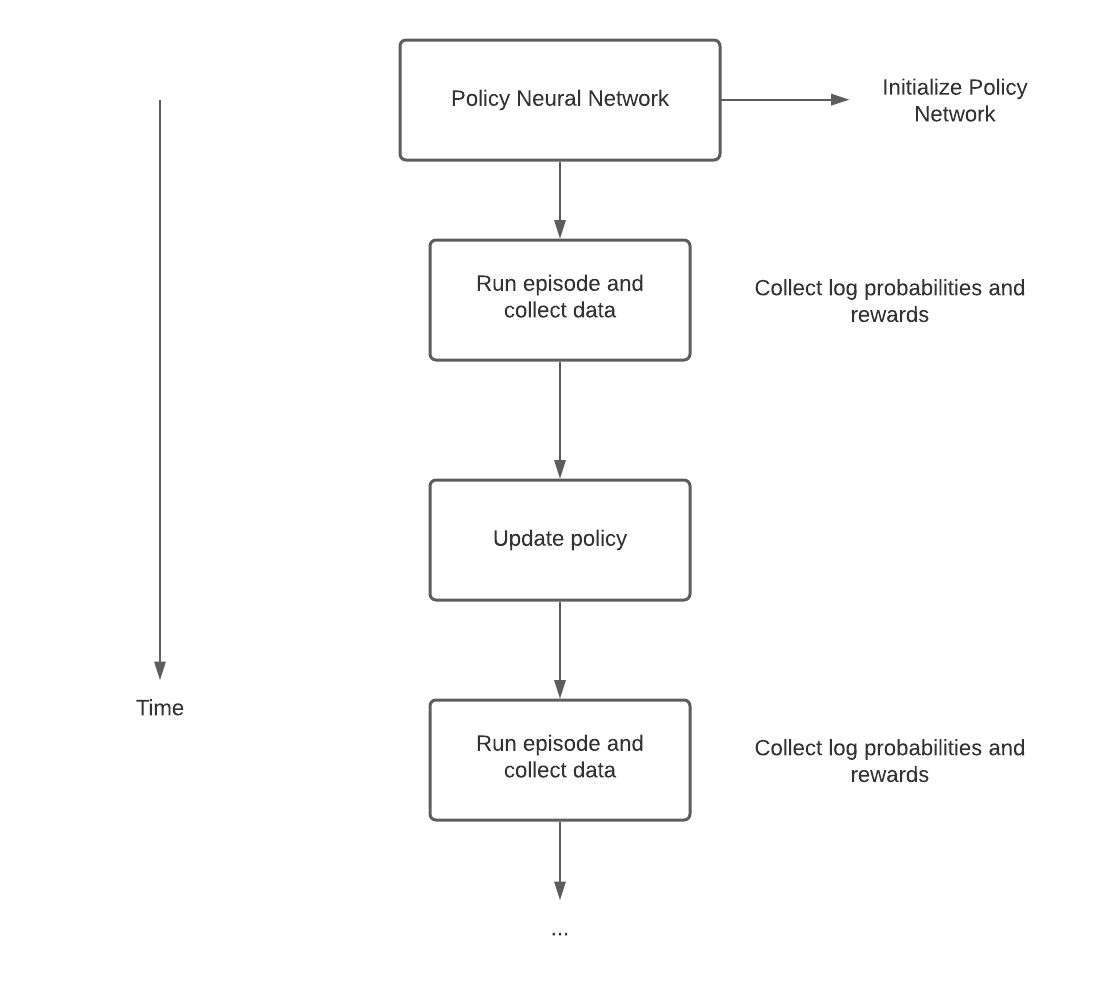 Policy Neural Network
Initialize Policy
Network
Run episode and
collect data
Collect log probabilities and
rewards
Update policy
Time
Run episode and
collect data
Collect log probabilities and
rewards
...